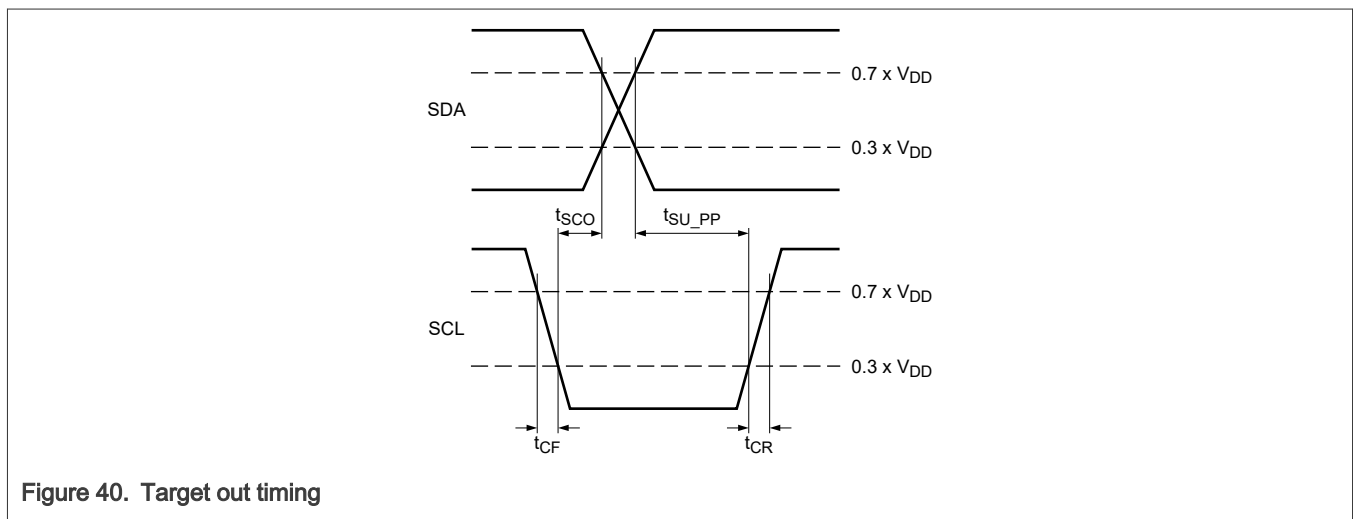 0.7 x VDD
SDA
0.3 x VDD
tSCO
tSU_PP
0.7 x VDD
SCL
0.3 x VDD
tCF
tCR
Figure 40. Target out timing